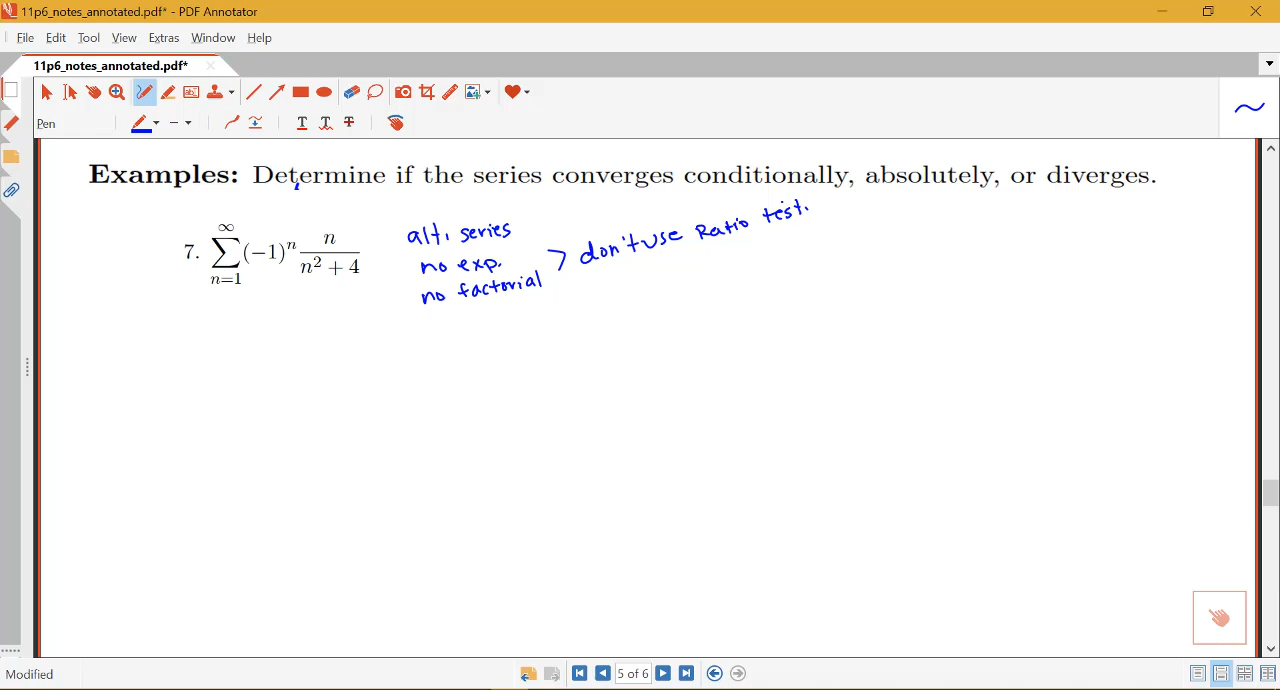 11p6_notes_annotated.pdf* - PDF Annotator
File Edit Tool View Extras Window Help
11p6_notes_annotated.pdf*
Pen
Examples: Determine if the series converges conditionally, absolutely, or diverges.
7. ∞ ∑ n=1 (−1)^n n/(n² + 4)
alt. series
no exp.
no factorial
> don't use Ratio test.
Modified
5 of 6